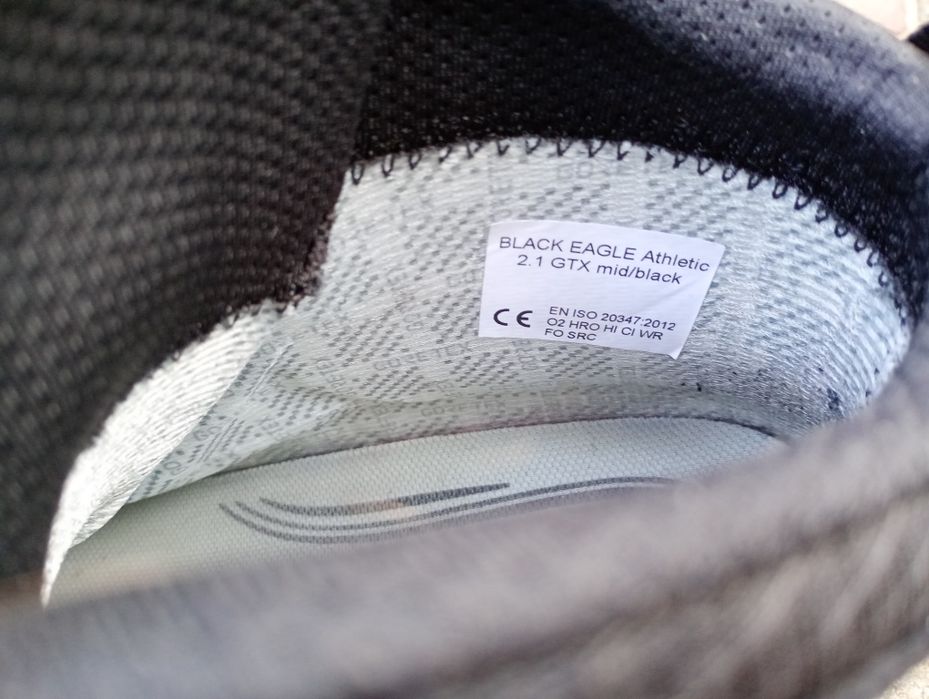 BLACK EAGLE Athletic
2.1 GTX mid/black
CE EN ISO 20347:2012
O2 HRO HI CI WR
FO SRC